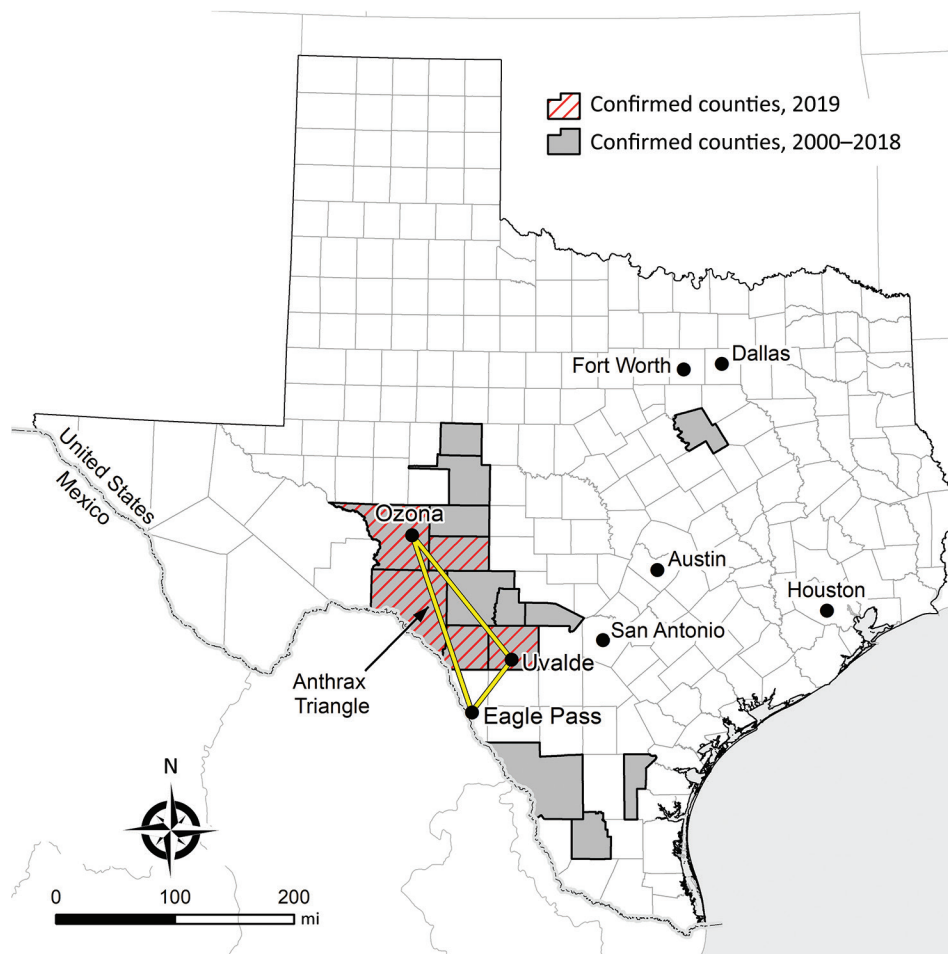 Confirmed counties, 2019
Confirmed counties, 2000–2018
Fort Worth
Dallas
United States
Mexico
Ozona
Austin
Houston
San Antonio
Uvalde
Anthrax
Triangle
Eagle Pass
N
0 100 200
mi